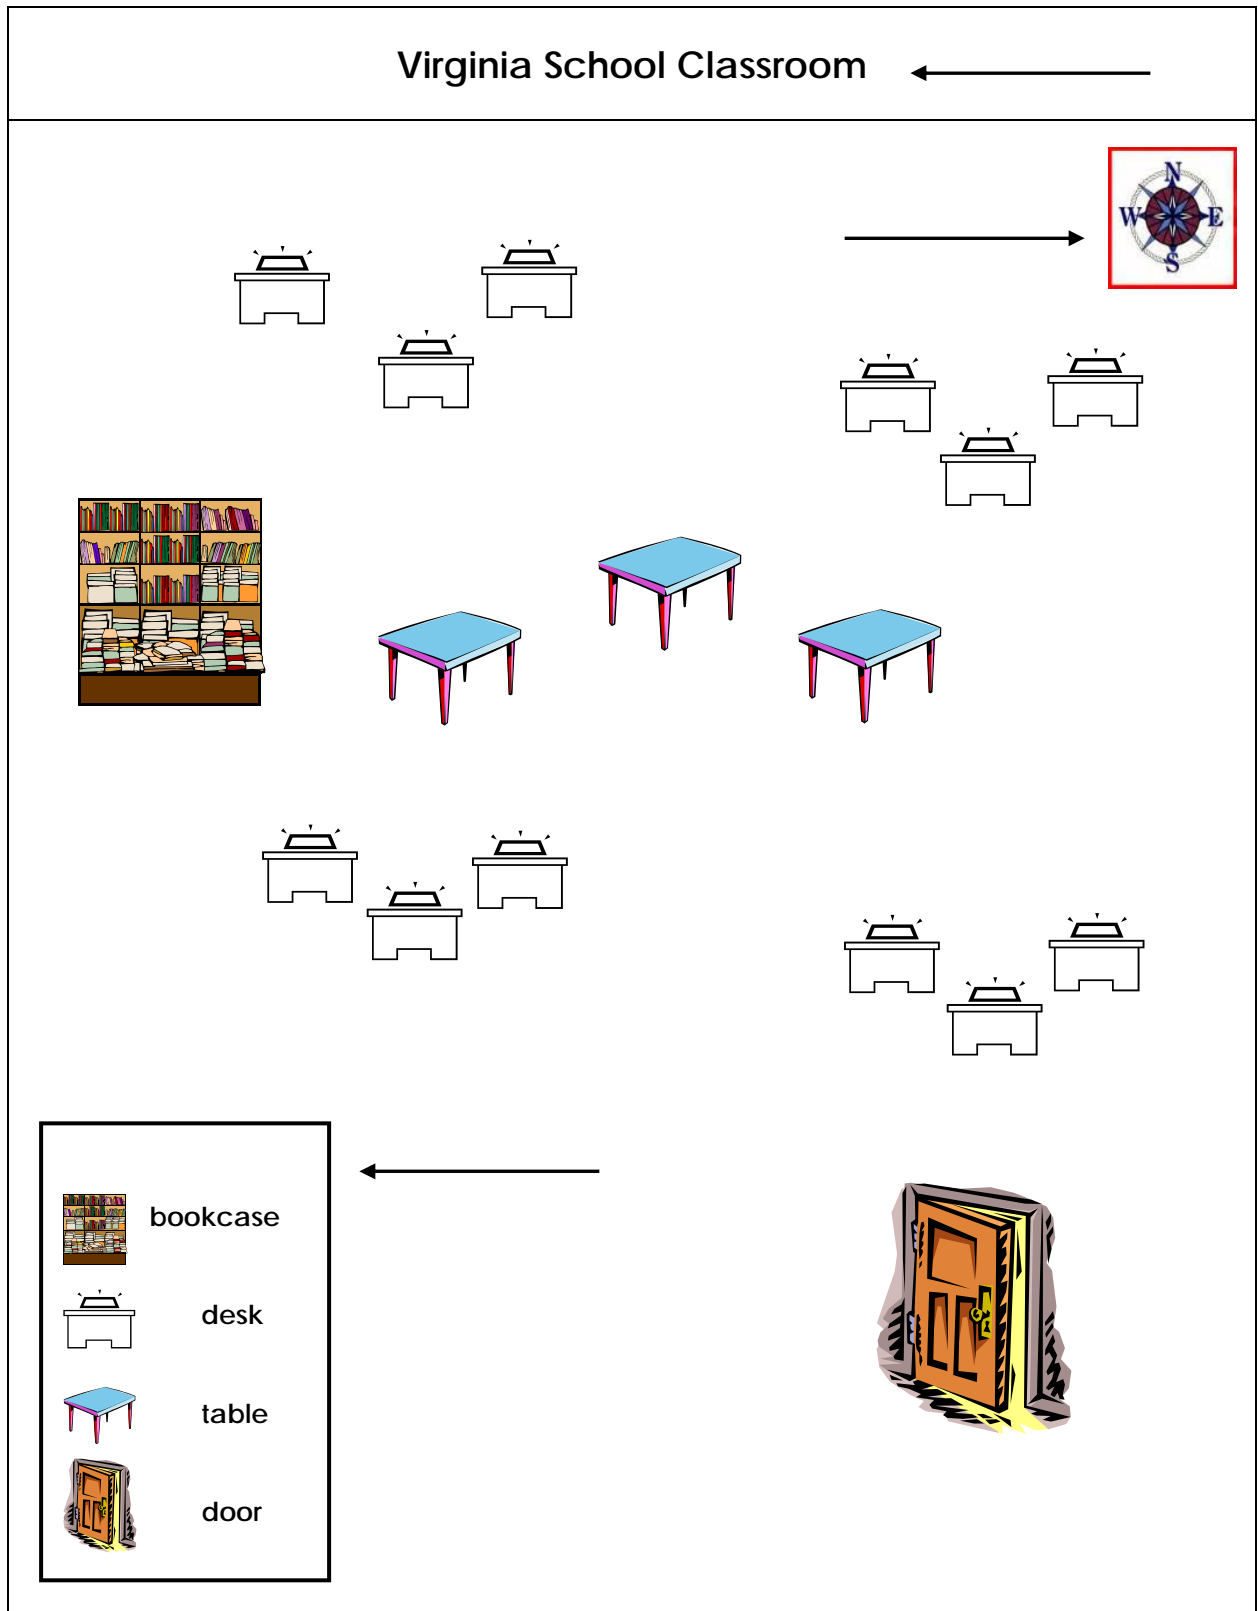 Virginia School Classroom
N
W E
S
bookcase
desk
table
door